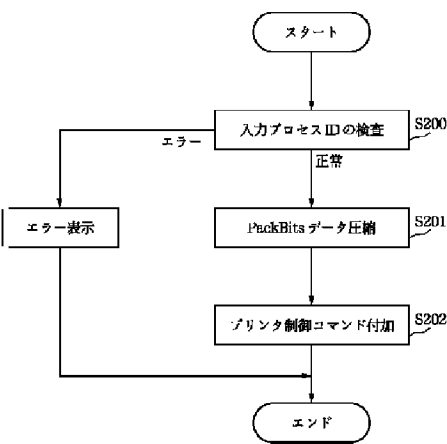 スタート
入力プロセスIDの検査
S200
エラー
正常
エラー表示
PackBitsデータ圧縮
S201
プリンタ制御コマンド付加
S202
エンド